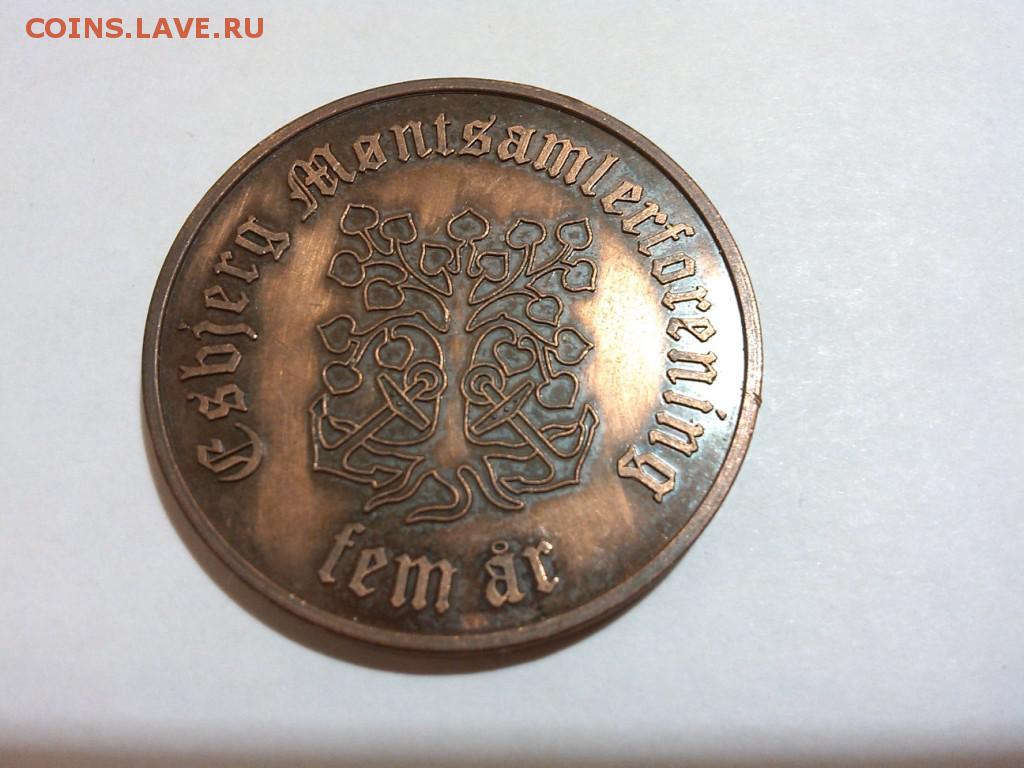 COINS.LAVE.RU
Esbjerg Møntsamlerforening
fem år